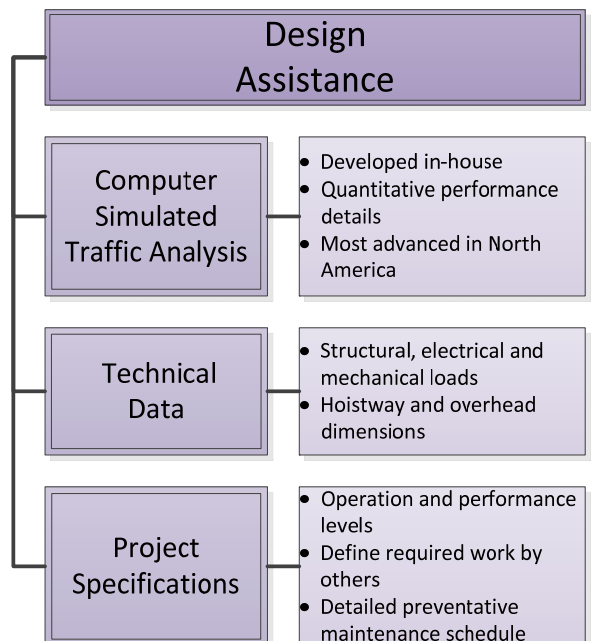 Design
Assistance
Computer
Simulated
Traffic Analysis
• Developed in-house
• Quantitative performance
details
• Most advanced in North
America
Technical
Data
• Structural, electrical and
mechanical loads
• Hoistway and overhead
dimensions
Project
Specifications
• Operation and performance
levels
• Define required work by
others
• Detailed preventative
maintenance schedule